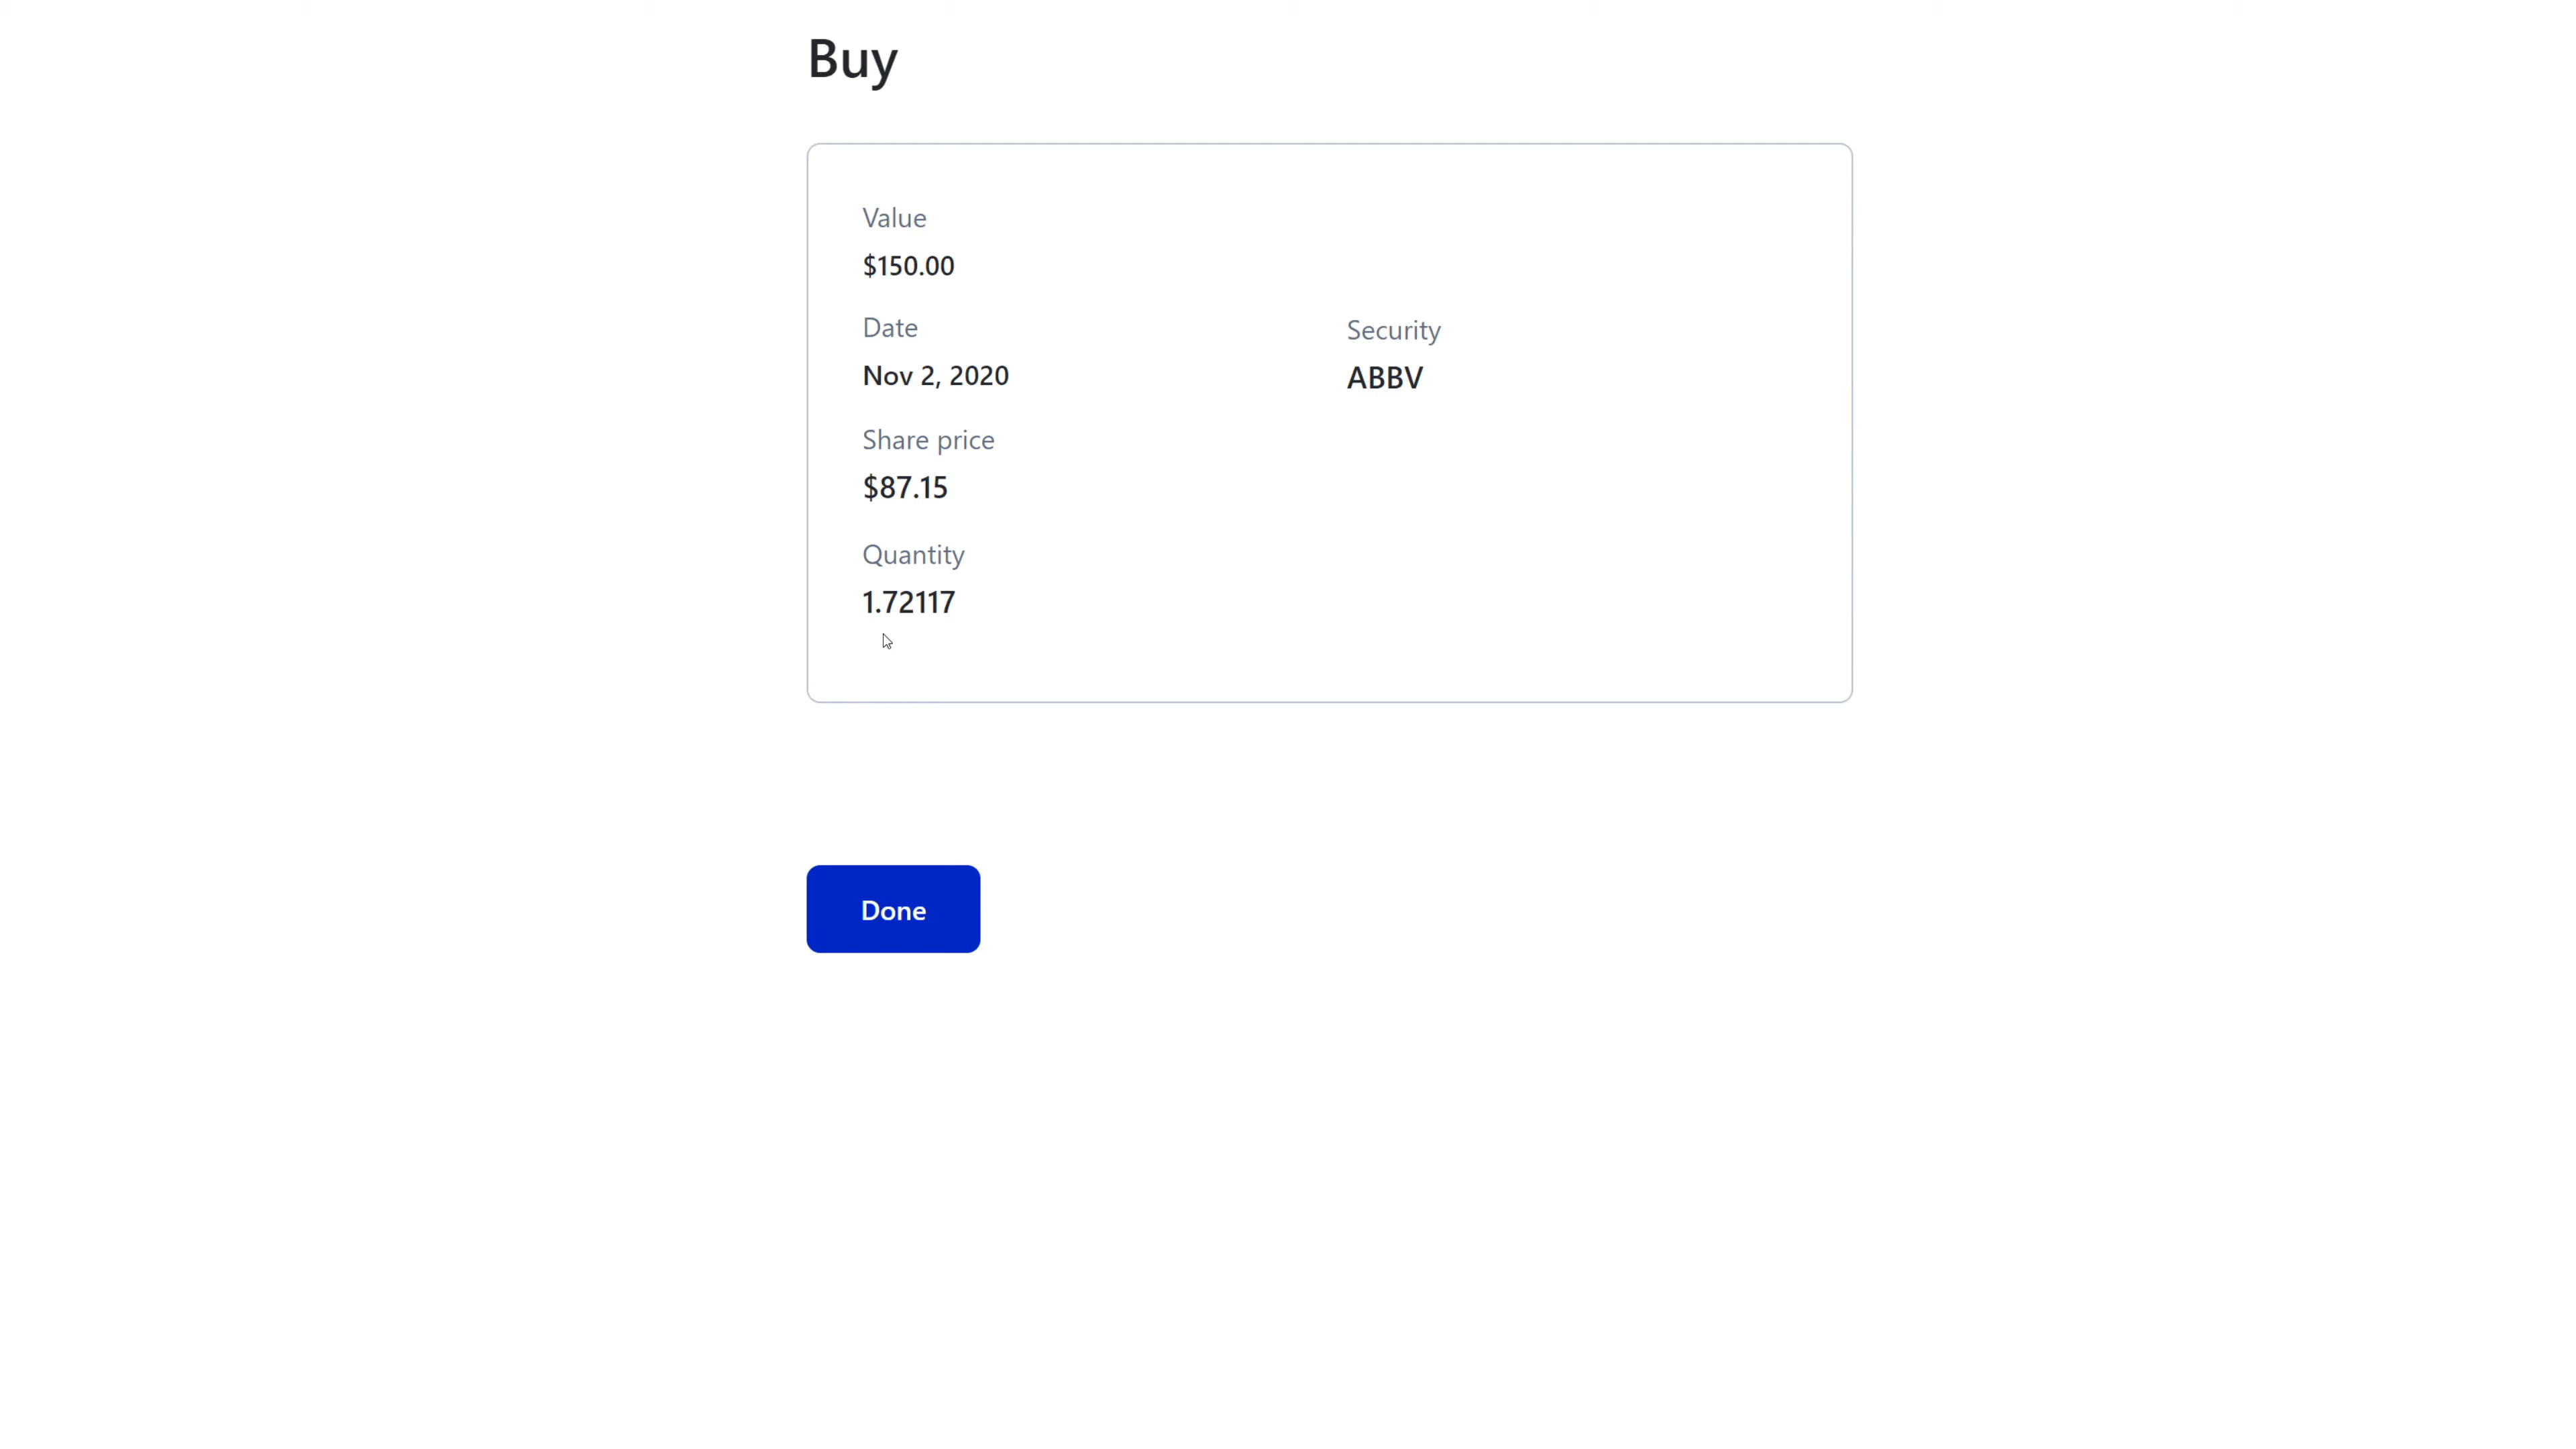 Buy
Value
$150.00
Date
Security
Nov 2, 2020
ABBV
Share price
$87.15
Quantity
1.72117
Done